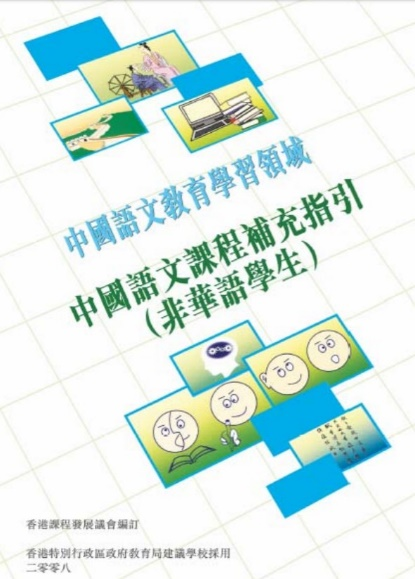 中國語文教育學習領域
中國語文課程補充指引
(非華語學生)
香港課程發展議會編訂
香港特別行政區政府教育局建議學校採用
二零零八